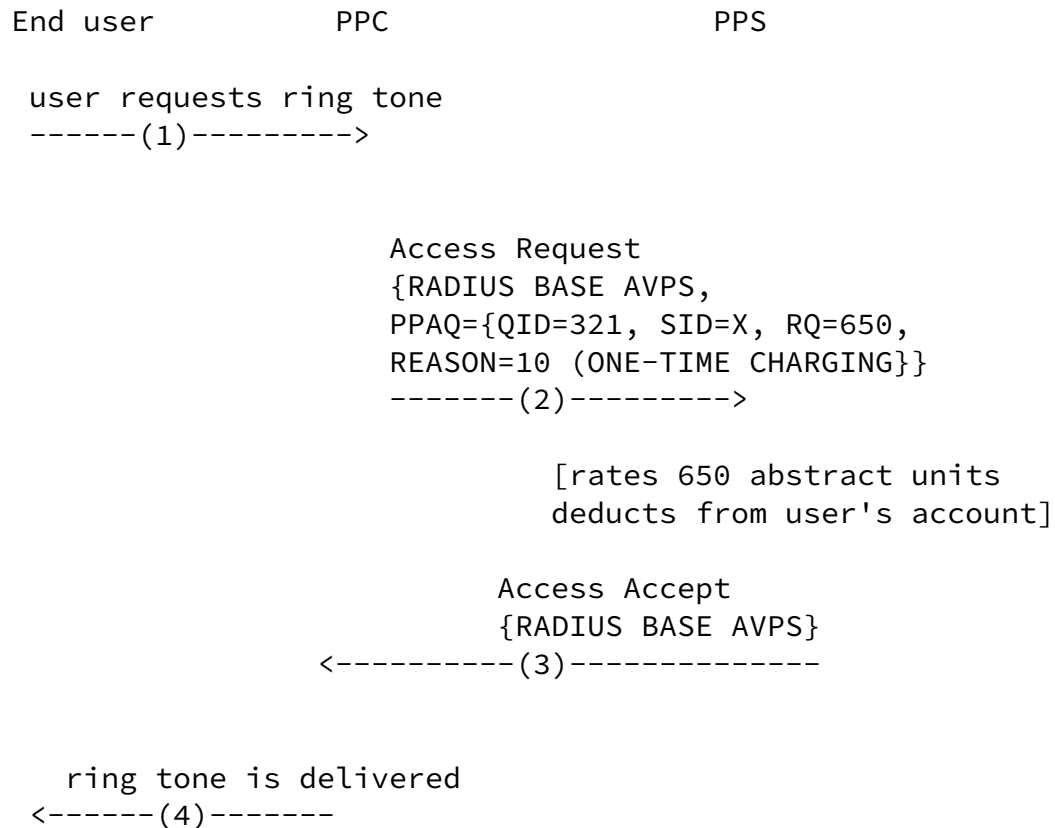 End user PPC PPS
user requests ring tone
------(1)--------->
Access Request
{RADIUS BASE AVPS,
PPAQ={QID=321, SID=X, RQ=650,
REASON=10 (ONE-TIME CHARGING}}
-------(2)--------->
[rates 650 abstract units
deducts from user's account]
Access Accept
{RADIUS BASE AVPS}
<----------(3)--------------
ring tone is delivered
<------(4)-------